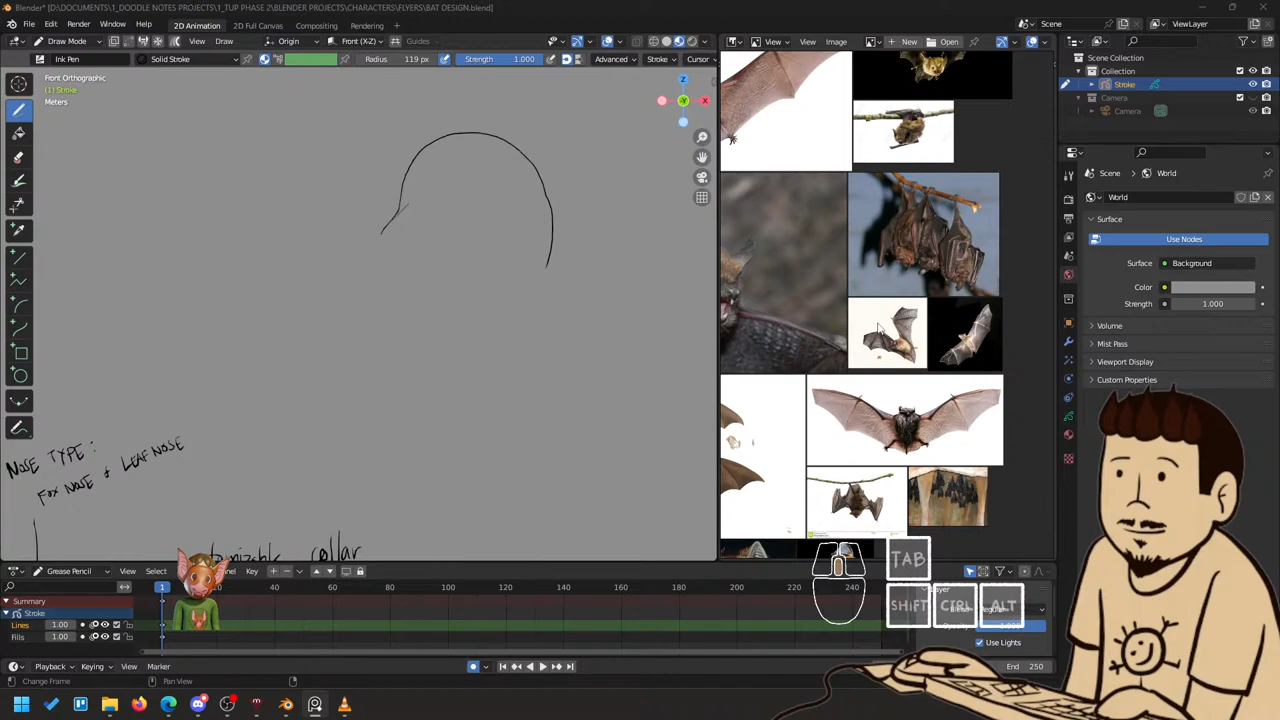 Blender* [D:\DOCUMENTS\1_DOODLE NOTES PROJECTS\1_TUP PHASE 2\BLENDER PROJECTS\CHARACTERS\FLYERS\BAT DESIGN.blend]
File Edit Render Window Help 2D Animation 2D Full Canvas Compositing Rendering Scene ViewLayer
Draw Mode View Draw Origin Front (X-Z) Guides View View Image New Open
Ink Pen Solid Stroke Radius 119 px Strength 1.000 Advanced Stroke Cursor
Front Orthographic
(1) Stroke
Meters
Z
-Y X
Scene Collection
Collection
Stroke
Camera
Camera
Scene World
World
Surface
Use Nodes
Surface Background
Color
Strength 1.000
Volume
Mist Pass
Viewport Display
Custom Properties
NOSE TYPE:
FOX NOSE & LEAF NOSE
collar
Grease Pencil View Select Channel Key
1 20 40 60 80 100 120 140 160 180 200 220 240
Summary
Stroke
Lines 1.00
Fills 1.00
Layer
Blend Regular
Use Lights
TAB
SHIFT CTRL ALT
Playback Keying View Marker End 250
Change Frame Pan View